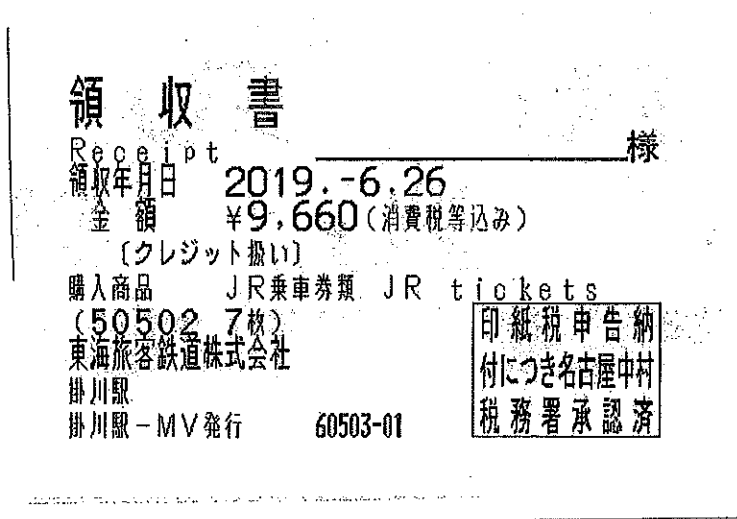 領収書
Receipt
様
領収年月日 2019.-6.26
金額 ¥9,660(消費税等込み)
〔クレジット扱い〕
購入商品 JR乗車券類 JR tickets
(50502 7枚)
東海旅客鉄道株式会社
掛川駅
掛川駅-MV発行 60503-01
印紙税申告納
付につき名古屋中村
税務署承認済